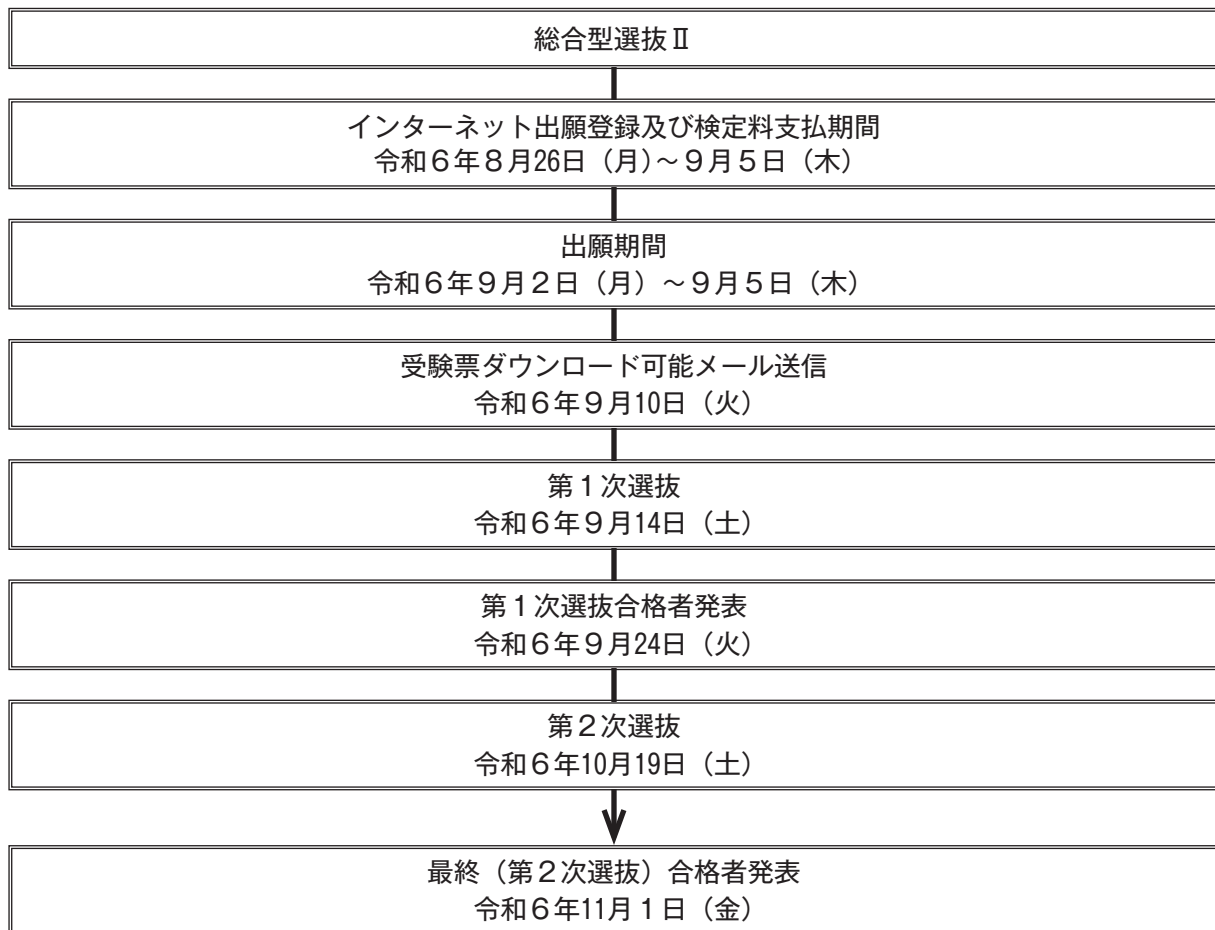 総合型選抜Ⅱ
インターネット出願登録及び検定料支払期間
令和６年８月26日（月）～９月５日（木）
出願期間
令和６年９月２日（月）～９月５日（木）
受験票ダウンロード可能メール送信
令和６年９月10日（火）
第１次選抜
令和６年９月14日（土）
第１次選抜合格者発表
令和６年９月24日（火）
第２次選抜
令和６年10月19日（土）
最終（第２次選抜）合格者発表
令和６年11月１日（金）